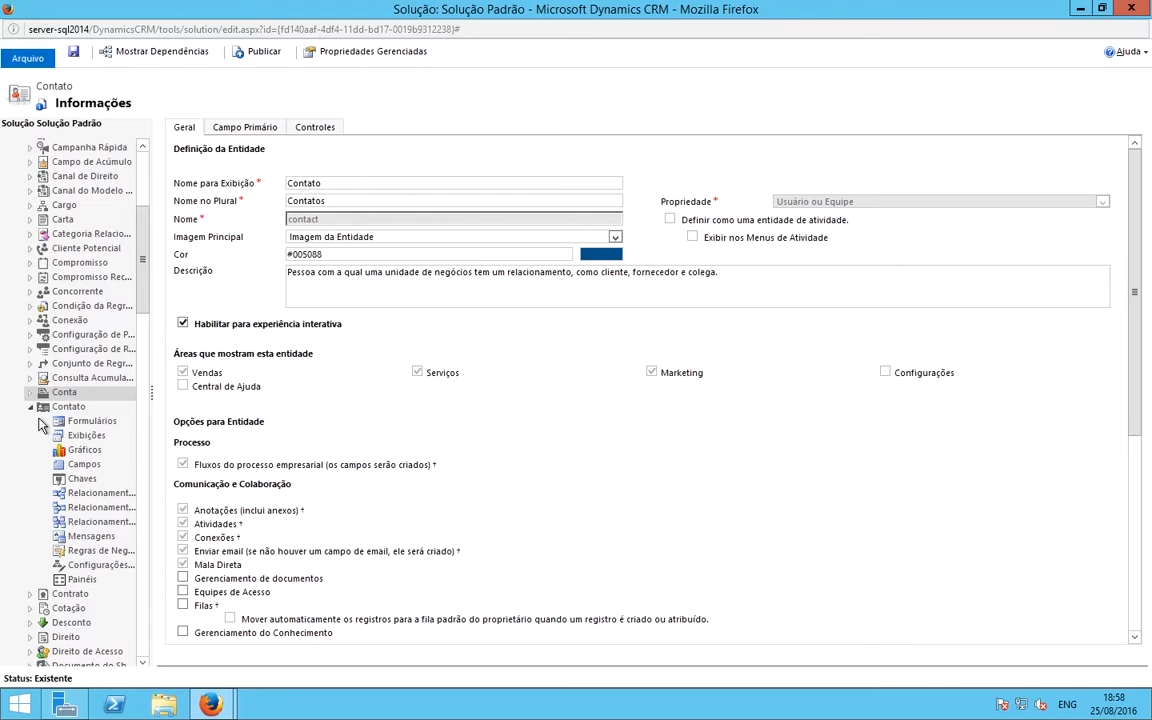 Solução: Solução Padrão - Microsoft Dynamics CRM - Mozilla Firefox
server-sql2014/DynamicsCRM/tools/solution/edit.aspx?id={fd140aaf-4df4-11dd-bd17-0019b9312238}#
Arquivo
Mostrar Dependências
Publicar
Propriedades Gerenciadas
Ajuda
Contato
Informações
Solução Solução Padrão
Campanha Rápida
Campo de Acúmulo
Canal de Direito
Canal do Modelo ...
Cargo
Carta
Categoria Relacio...
Cliente Potencial
Compromisso
Compromisso Rec...
Concorrente
Condição da Regr...
Conexão
Configuração de P...
Configuração de R...
Conjunto de Regr...
Consulta Acumula...
Conta
Contato
Formulários
Exibições
Gráficos
Campos
Chaves
Relacionament...
Relacionament...
Relacionament...
Mensagens
Regras de Neg...
Configurações...
Painéis
Contrato
Cotação
Desconto
Direito
Direito de Acesso
Documento do Sh...
Geral
Campo Primário
Controles
Definição da Entidade
Nome para Exibição * Contato
Nome no Plural * Contatos
Propriedade * Usuário ou Equipe
Nome * contact
Definir como uma entidade de atividade.
Imagem Principal Imagem da Entidade
Exibir nos Menus de Atividade
Cor #005088
Descrição Pessoa com a qual uma unidade de negócios tem um relacionamento, como cliente, fornecedor e colega.
Habilitar para experiência interativa
Áreas que mostram esta entidade
Vendas Serviços Marketing Configurações
Central de Ajuda
Opções para Entidade
Processo
Fluxos do processo empresarial (os campos serão criados) †
Comunicação e Colaboração
Anotações (inclui anexos) †
Atividades †
Conexões †
Enviar email (se não houver um campo de email, ele será criado) †
Mala Direta
Gerenciamento de documentos
Equipes de Acesso
Filas †
Mover automaticamente os registros para a fila padrão do proprietário quando um registro é criado ou atribuído.
Gerenciamento do Conhecimento
Status: Existente
ENG
18:58
25/08/2016